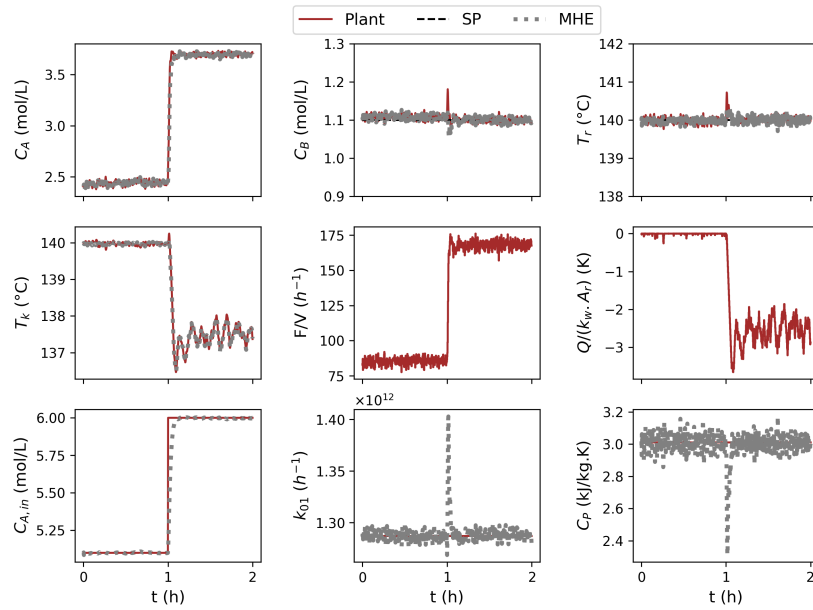 Plant SP MHE
C_A (mol/L)
3.5
3.0
2.5
C_B (mol/L)
1.3
1.2
1.1
1.0
0.9
T_r (°C)
142
141
140
139
138
T_k (°C)
140
139
138
137
F/V (h⁻¹)
175
150
125
100
75
Q/(k_w. A_r) (K)
0
−1
−2
−3
C_{A,in} (mol/L)
6.00
5.75
5.50
5.25
0 1 2
t (h)
×10¹²
k_{01} (h⁻¹)
1.40
1.35
1.30
0 1 2
t (h)
C_P (kJ/kg.K)
3.2
3.0
2.8
2.6
2.4
0 1 2
t (h)